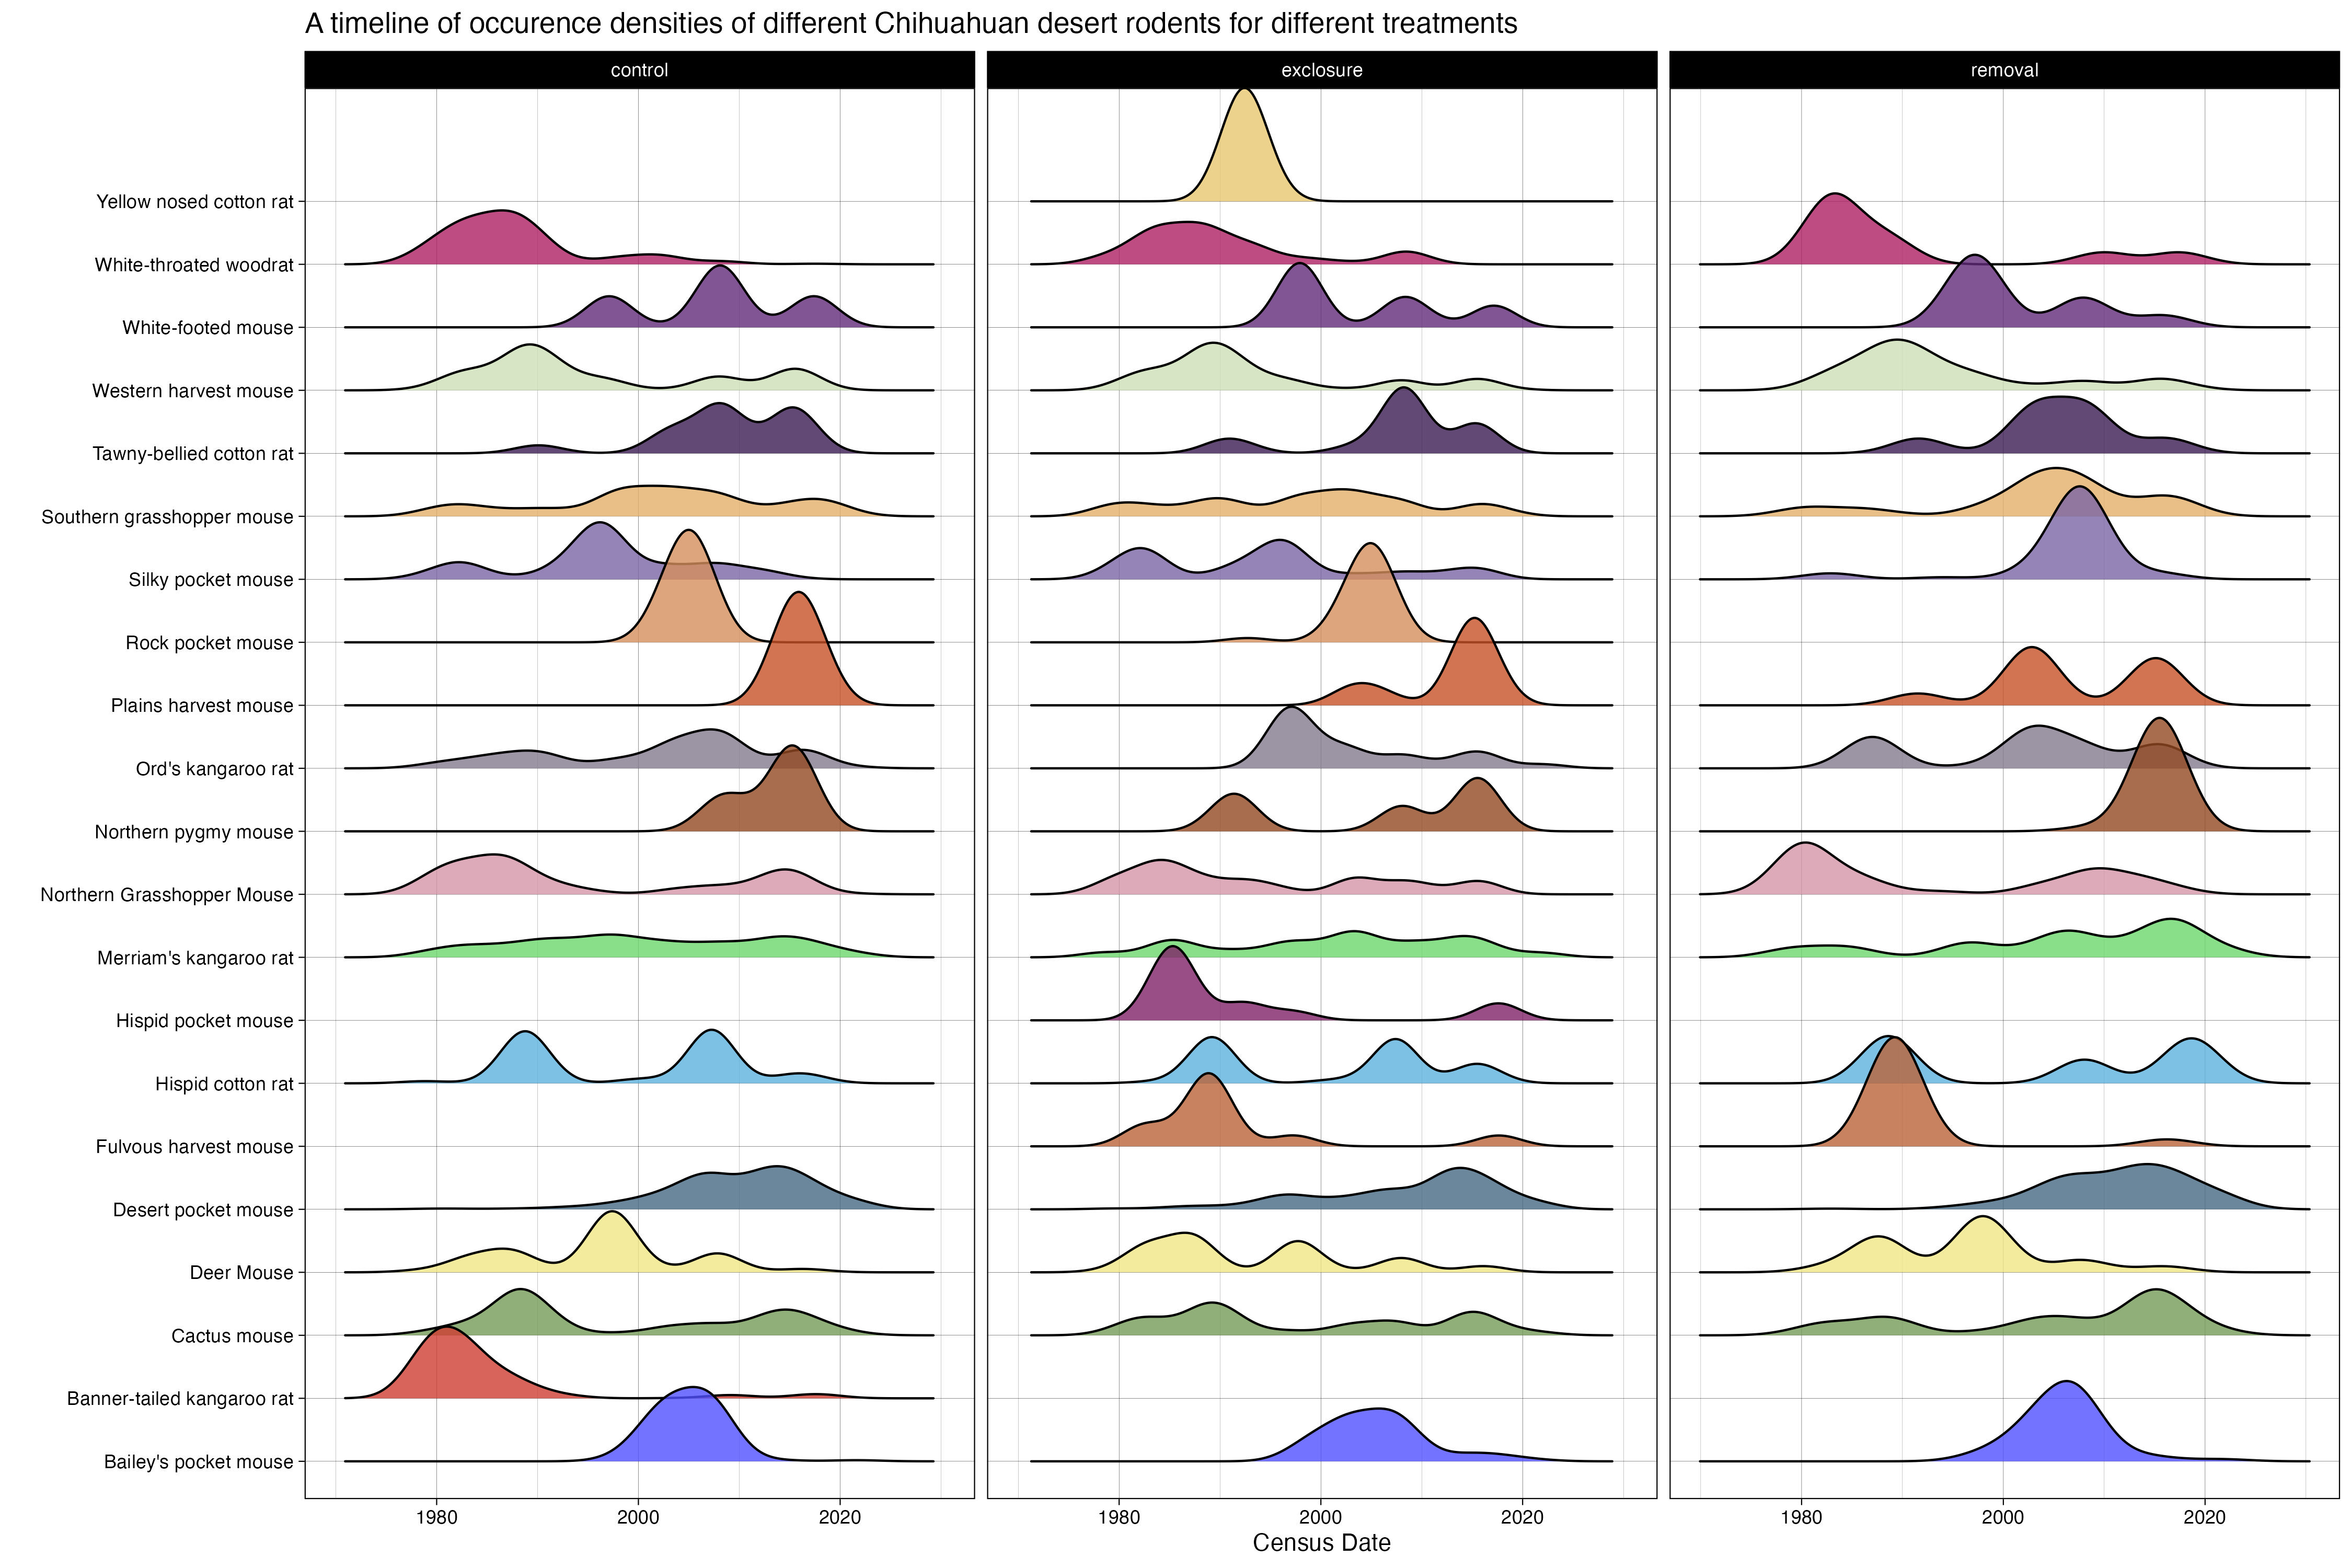 A timeline of occurence densities of different Chihuahuan desert rodents for different treatments
control
exclosure
removal
Yellow nosed cotton rat
White-throated woodrat
White-footed mouse
Western harvest mouse
Tawny-bellied cotton rat
Southern grasshopper mouse
Silky pocket mouse
Rock pocket mouse
Plains harvest mouse
Ord's kangaroo rat
Northern pygmy mouse
Northern Grasshopper Mouse
Merriam's kangaroo rat
Hispid pocket mouse
Hispid cotton rat
Fulvous harvest mouse
Desert pocket mouse
Deer Mouse
Cactus mouse
Banner-tailed kangaroo rat
Bailey's pocket mouse
1980 2000 2020 1980 2000 2020 1980 2000 2020
Census Date